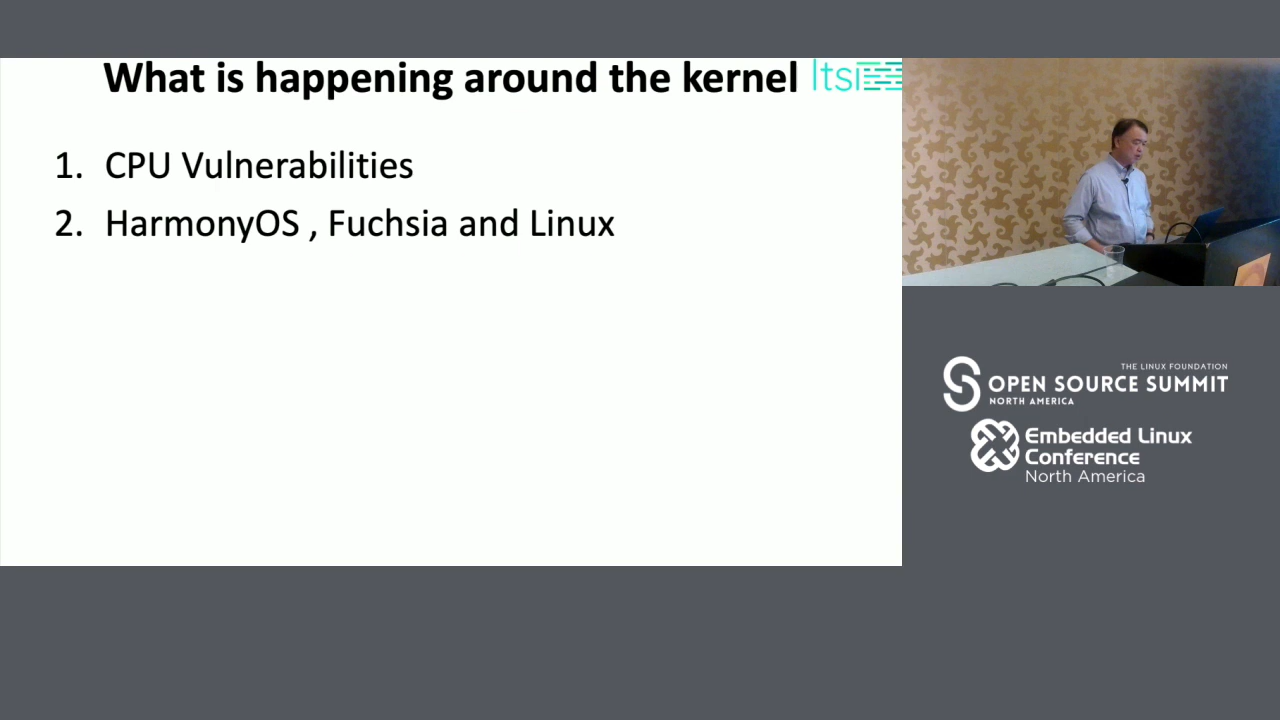 What is happening around the kernel
ltsi
1. CPU Vulnerabilities
2. HarmonyOS , Fuchsia and Linux
THE LINUX FOUNDATION
OPEN SOURCE SUMMIT
NORTH AMERICA
Embedded Linux
Conference
North America